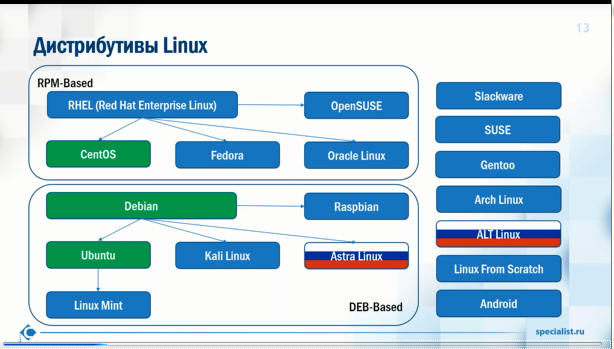 13
Дистрибутивы Linux
RPM-Based
RHEL (Red Hat Enterprise Linux)
OpenSUSE
CentOS
Fedora
Oracle Linux
Debian
Raspbian
Ubuntu
Kali Linux
Astra Linux
Linux Mint
DEB-Based
Slackware
SUSE
Gentoo
Arch Linux
ALT Linux
Linux From Scratch
Android
specialist.ru